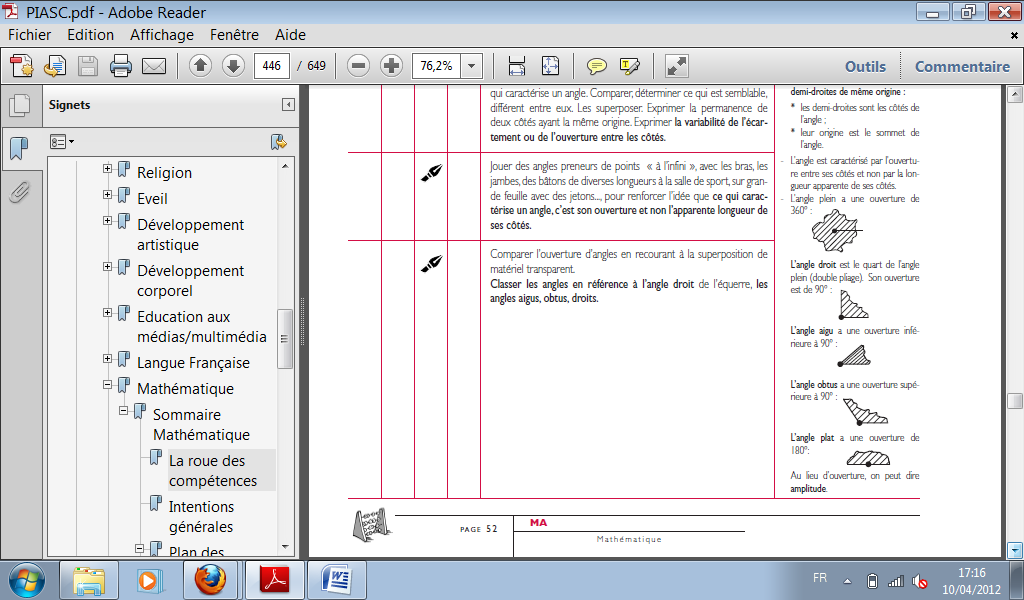 PIASC.pdf - Adobe Reader
Fichier Edition Affichage Fenêtre Aide
446 / 649
76,2%
Outils
Commentaire
Signets
Religion
Eveil
Développement
artistique
Développement
corporel
Education aux
médias/multimédia
Langue Française
Mathématique
Sommaire
Mathématique
La roue des
compétences
Intentions
générales
Plan des
qui caractérise un angle. Comparer, déterminer ce qui est semblable,
différent entre eux. Les superposer. Exprimer la permanence de
deux côtés ayant la même origine. Exprimer la variabilité de l'écar-
tement ou de l'ouverture entre les côtés.
Jouer des angles preneurs de points « à l'infini », avec les bras, les
jambes, des bâtons de diverses longueurs à la salle de sport, sur gran-
de feuille avec des jetons..., pour renforcer l'idée que ce qui carac-
térise un angle, c'est son ouverture et non l'apparente longueur de
ses côtés.
Comparer l'ouverture d'angles en recourant à la superposition de
matériel transparent.
Classer les angles en référence à l'angle droit de l'équerre, les
angles aigus, obtus, droits.
demi-droites de même origine :
* les demi-droites sont les côtés de
l'angle ;
* leur origine est le sommet de
l'angle.
- L'angle est caractérisé par l'ouvertu-
re entre ses côtés et non par la lon-
gueur apparente de ses côtés.
- L'angle plein a une ouverture de
360° :
L'angle droit est le quart de l'angle
plein (double pliage). Son ouverture
est de 90° :
L'angle aigu a une ouverture infé-
rieure à 90° :
L'angle obtus a une ouverture supé-
rieure à 90° :
L'angle plat a une ouverture de
180°:
Au lieu d'ouverture, on peut dire
amplitude.
PAGE 52
MA
Mathématique
FR
17:16
10/04/2012